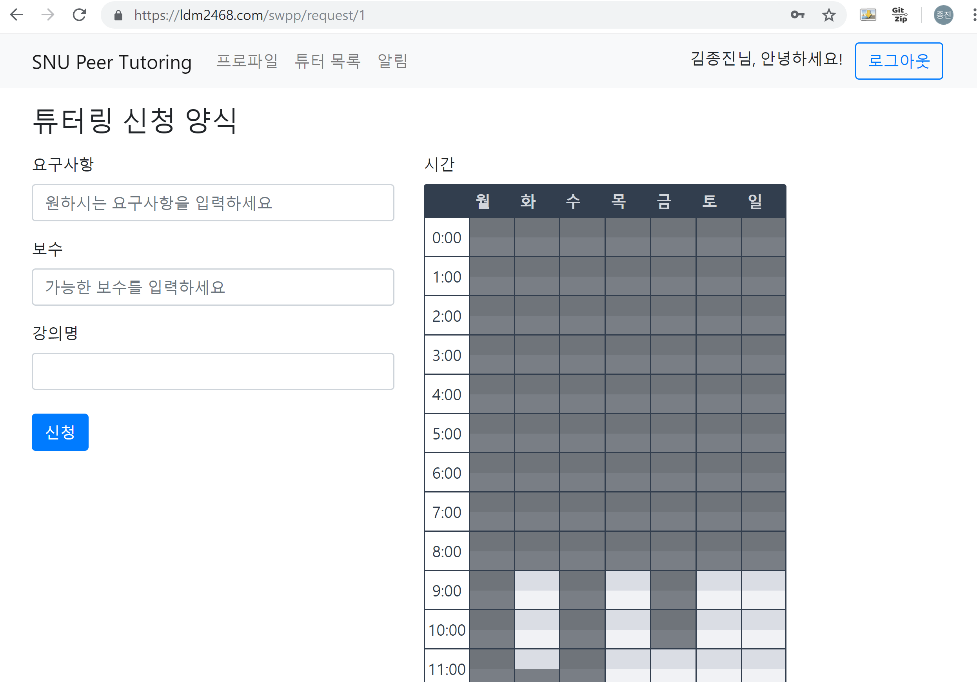 https://ldm2468.com/swpp/request/1
Git Zip
종진
SNU Peer Tutoring 프로파일 튜터 목록 알림 김종진님, 안녕하세요! 로그아웃
튜터링 신청 양식
요구사항
원하시는 요구사항을 입력하세요
보수
가능한 보수를 입력하세요
강의명
신청
시간
월 화 수 목 금 토 일
0:00
1:00
2:00
3:00
4:00
5:00
6:00
7:00
8:00
9:00
10:00
11:00